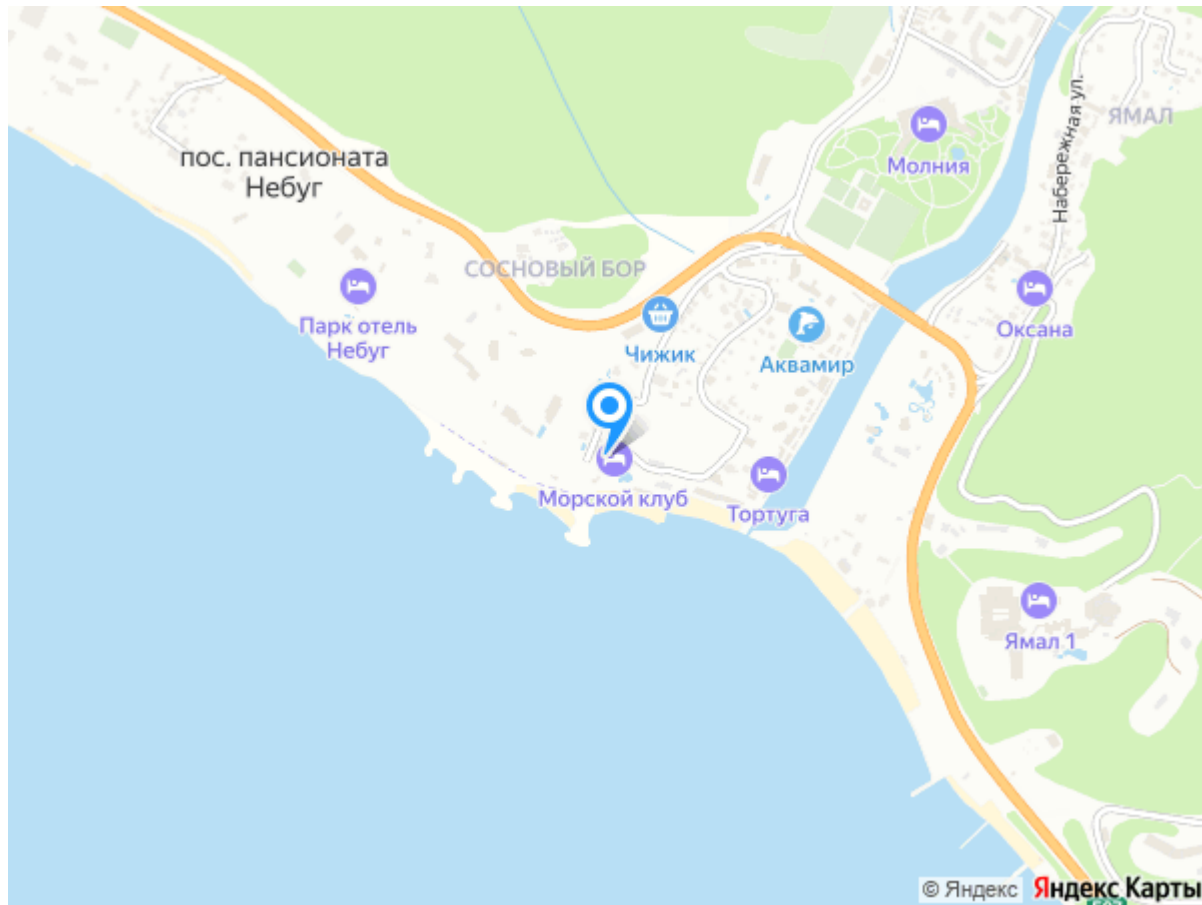 ЯМАЛ
Набережная ул.
Молния
пос. пансионата
Небуг
СОСНОВЫЙ БОР
Парк отель
Небуг
Чижик
Аквамир
Оксана
Морской клуб
Тортуга
Ямал 1
© Яндекс
Яндекс Карты